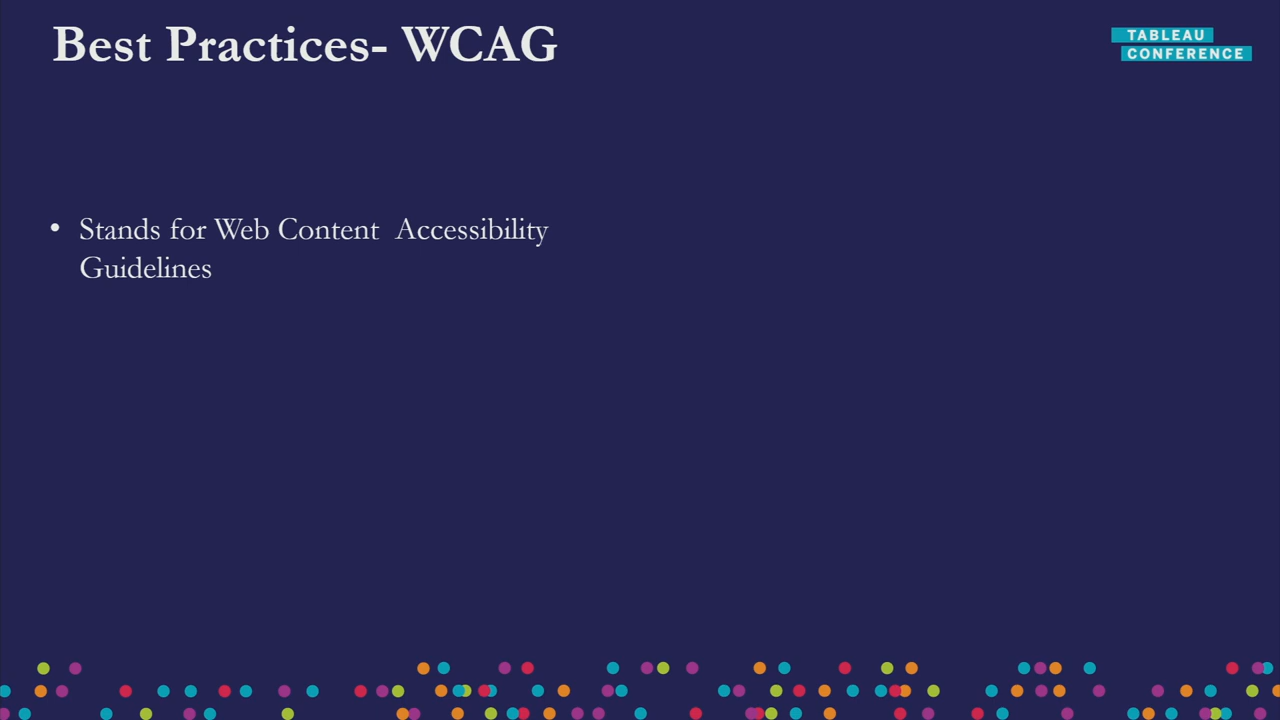 Best Practices- WCAG
TABLEAU
CONFERENCE
• Stands for Web Content  Accessibility
Guidelines